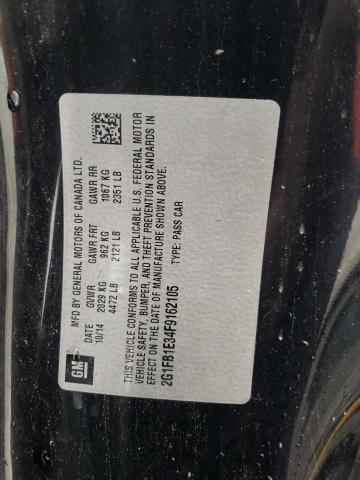 GM
MFD BY GENERAL MOTORS OF CANADA LTD.
DATE GVWR GAWR FRT GAWR RR
10/14 2029 KG 962 KG 1067 KG
4472 LB 2121 LB 2351 LB
THIS VEHICLE CONFORMS TO ALL APPLICABLE U.S. FEDERAL MOTOR
VEHICLE SAFETY, BUMPER, AND THEFT PREVENTION STANDARDS IN
EFFECT ON THE DATE OF MANUFACTURE SHOWN ABOVE.
2G1FB1E34F9162105 TYPE: PASS CAR